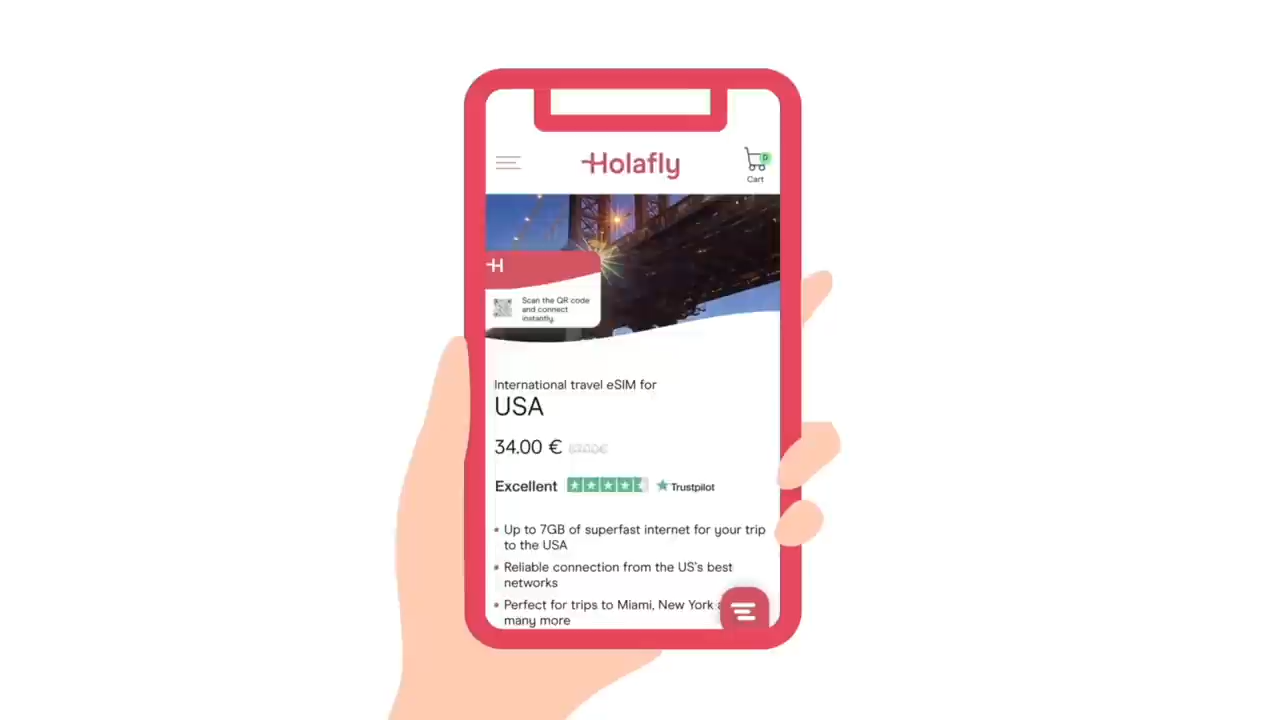 Holafly
0
Cart
H
Scan the QR code
and connect
instantly.
International travel eSIM for
USA
34.00 €
Excellent
Trustpilot
• Up to 7GB of superfast internet for your trip
to the USA
• Reliable connection from the US's best
networks
• Perfect for trips to Miami, New York
many more